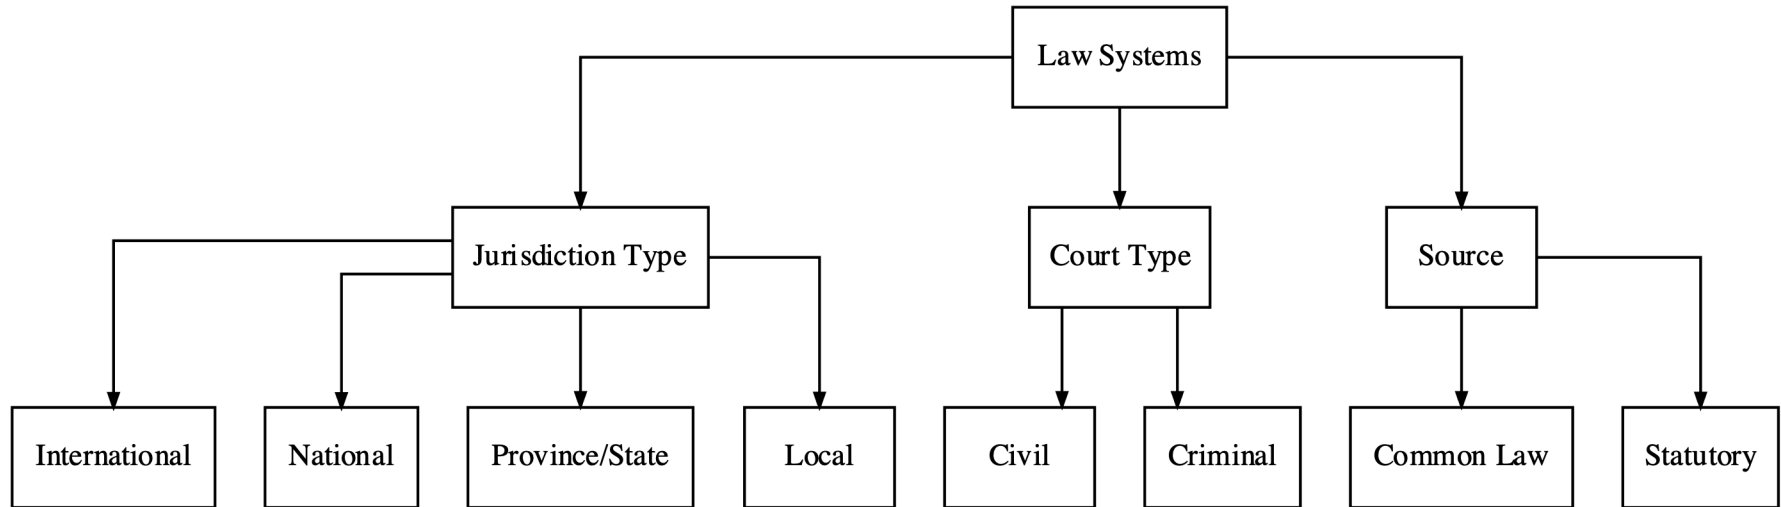 Law Systems
Jurisdiction Type
Court Type
Source
International
National
Province/State
Local
Civil
Criminal
Common Law
Statutory